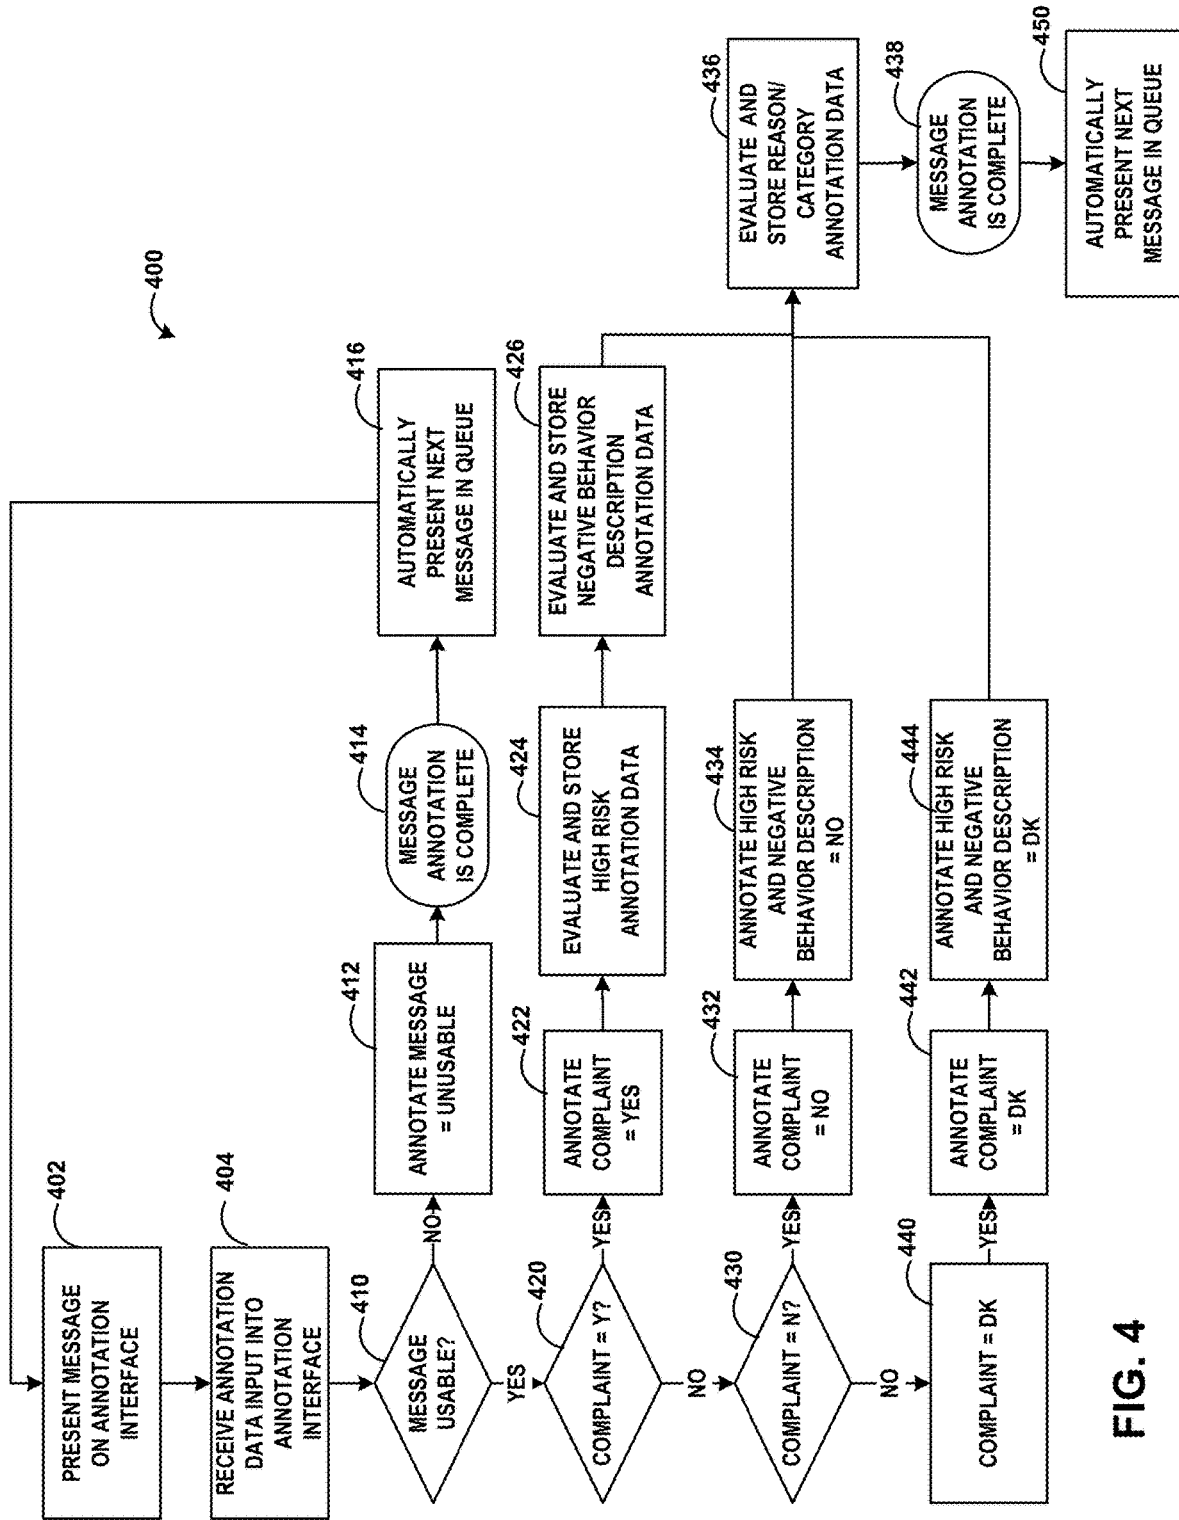 400
402
PRESENT MESSAGE
ON ANNOTATION
INTERFACE
404
RECEIVE ANNOTATION
DATA INPUT INTO
ANNOTATION
INTERFACE
410
MESSAGE
USABLE?
NO
412
ANNOTATE MESSAGE
= UNUSABLE
414
MESSAGE
ANNOTATION
IS COMPLETE
416
AUTOMATICALLY
PRESENT NEXT
MESSAGE IN QUEUE
YES
420
COMPLAINT = Y?
YES
422
ANNOTATE
COMPLAINT
= YES
424
EVALUATE AND STORE
HIGH RISK
ANNOTATION DATA
426
EVALUATE AND STORE
NEGATIVE BEHAVIOR
DESCRIPTION
ANNOTATION DATA
NO
430
COMPLAINT = N?
YES
432
ANNOTATE
COMPLAINT
= NO
434
ANNOTATE HIGH RISK
AND NEGATIVE
BEHAVIOR DESCRIPTION
= NO
436
EVALUATE AND
STORE REASON/
CATEGORY
ANNOTATION DATA
438
MESSAGE
ANNOTATION
IS COMPLETE
450
AUTOMATICALLY
PRESENT NEXT
MESSAGE IN QUEUE
NO
440
COMPLAINT = DK
YES
442
ANNOTATE
COMPLAINT
= DK
444
ANNOTATE HIGH RISK
AND NEGATIVE
BEHAVIOR DESCRIPTION
= DK
FIG. 4